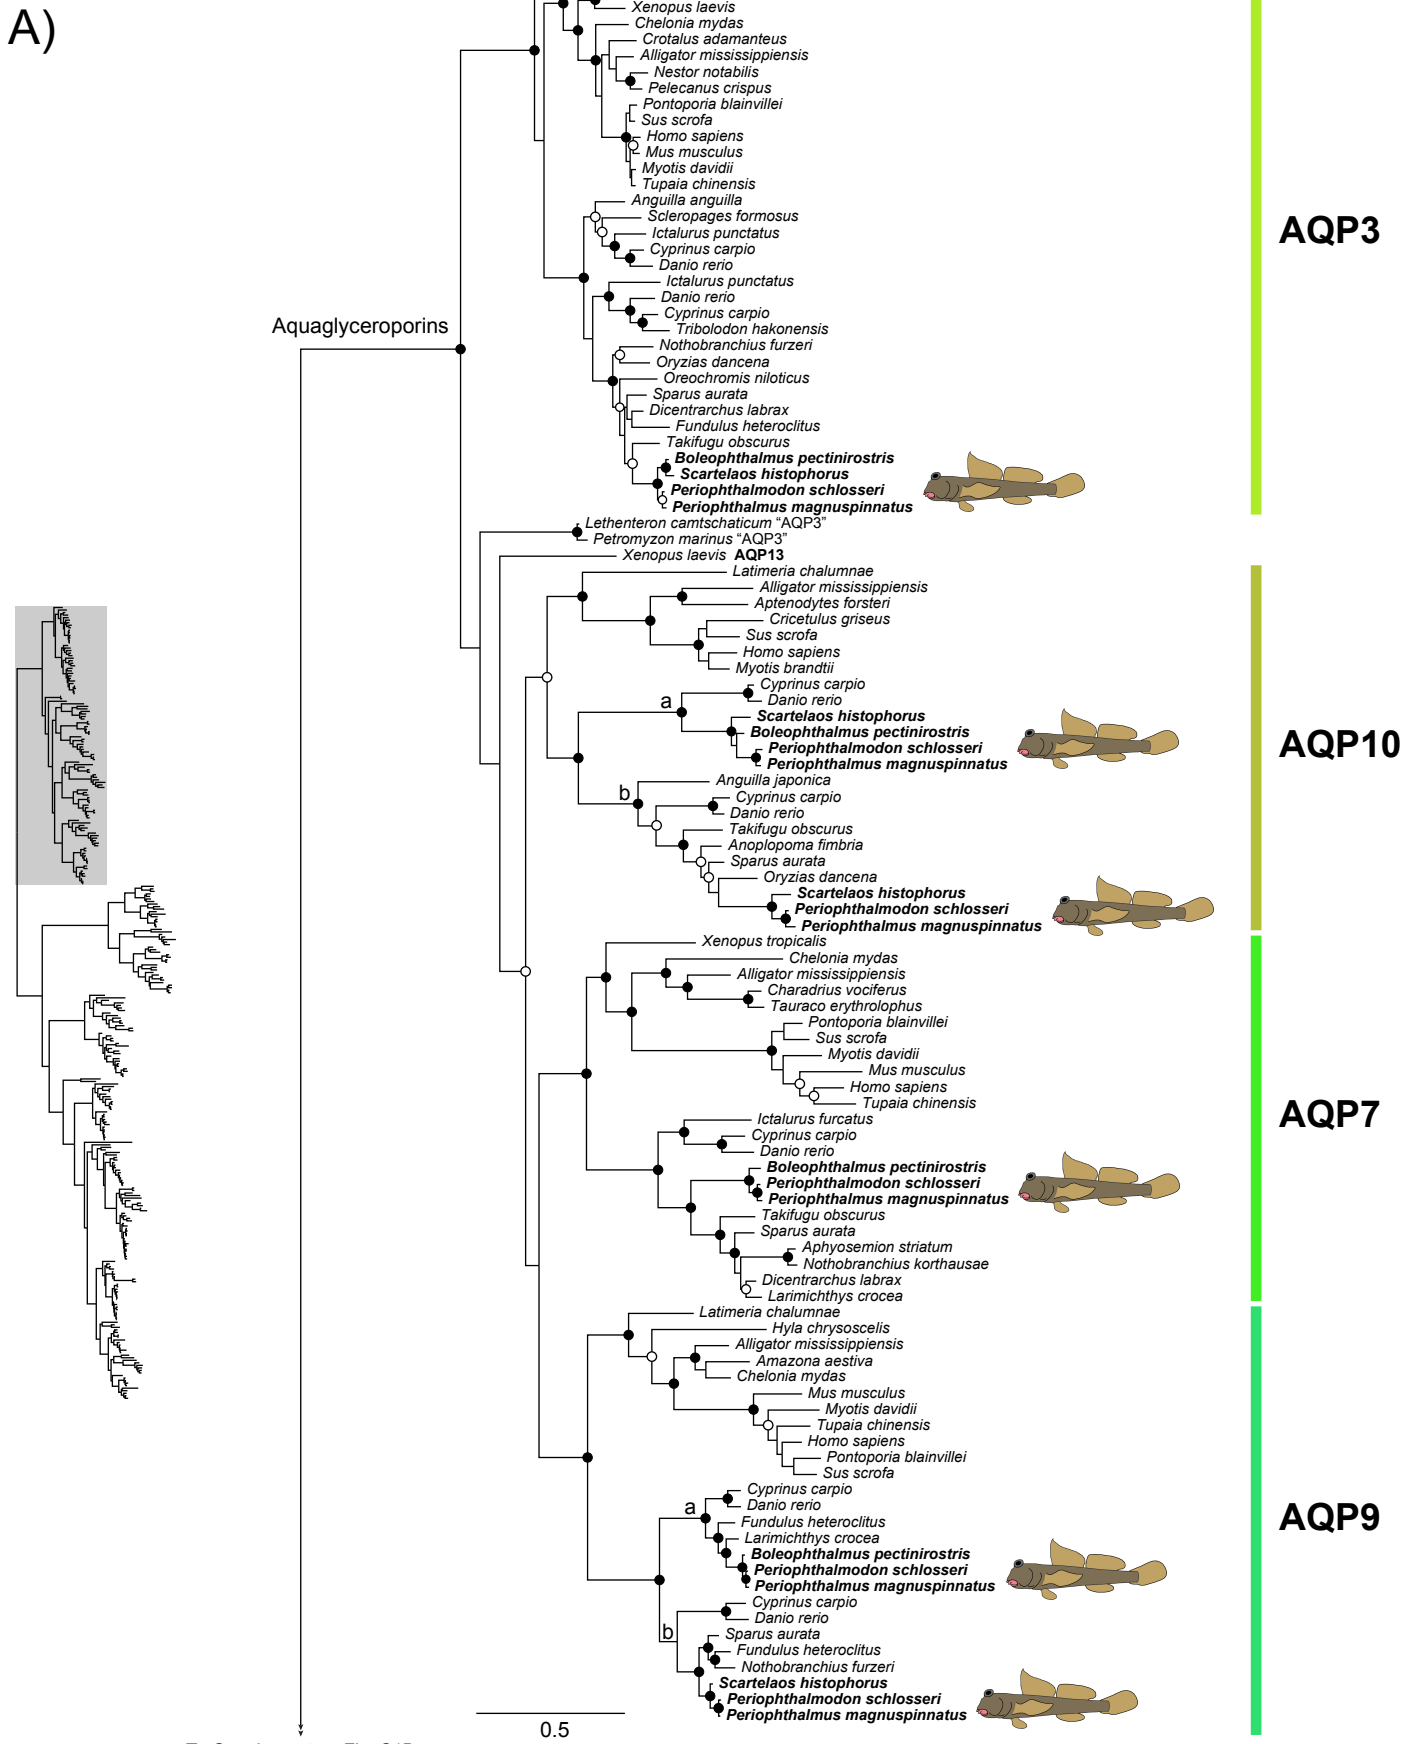 A)
Xenopus laevis
Chelonia mydas
Crotalus adamanteus
Alligator mississippiensis
Nestor notabilis
Pelecanus crispus
Pontoporia blainvillei
Sus scrofa
Homo sapiens
Mus musculus
Myotis davidii
Tupaia chinensis
Anguilla anguilla
Scleropages formosus
AQP3
Ictalurus punctatus
Cyprinus carpio
Danio rerio
Ictalurus punctatus
Danio rerio
Cyprinus carpio
Aquaglyceroporins
Tribolodon hakonensis
Nothobranchius furzeri
Oryzias dancena
Oreochromis niloticus
Sparus aurata
Dicentrarchus labrax
Fundulus heteroclitus
Takifugu obscurus
Boleophthalmus pectinirostris
Scartelaos histophorus
Periophthalmodon schlosseri
Periophthalmus magnuspinnatus
Lethenteron camtschaticum “AQP3”
Petromyzon marinus “AQP3”
Xenopus laevis AQP13
Latimeria chalumnae
Alligator mississippiensis
Aptenodytes forsteri
Cricetulus griseus
Sus scrofa
Homo sapiens
Myotis brandtii
Cyprinus carpio
Danio rerio
a
Scartelaos histophorus
Boleophthalmus pectinirostris
AQP10
Periophthalmodon schlosseri
Periophthalmus magnuspinnatus
Anguilla japonica
b
Cyprinus carpio
Danio rerio
Takifugu obscurus
Anoplopoma fimbria
Sparus aurata
Oryzias dancena
Scartelaos histophorus
Periophthalmodon schlosseri
Periophthalmus magnuspinnatus
Xenopus tropicalis
Chelonia mydas
Alligator mississippiensis
Charadrius vociferus
Tauraco erythrolophus
Pontoporia blainvillei
Sus scrofa
Myotis davidii
Mus musculus
Homo sapiens
Tupaia chinensis
AQP7
Ictalurus furcatus
Cyprinus carpio
Danio rerio
Boleophthalmus pectinirostris
Periophthalmodon schlosseri
Periophthalmus magnuspinnatus
Takifugu obscurus
Sparus aurata
Aphyosemion striatum
Nothobranchius korthausae
Dicentrarchus labrax
Larimichthys crocea
Latimeria chalumnae
Hyla chrysoscelis
Alligator mississippiensis
Amazona aestiva
Chelonia mydas
Mus musculus
Myotis davidii
Tupaia chinensis
Homo sapiens
Pontoporia blainvillei
Sus scrofa
Cyprinus carpio
Danio rerio
a
AQP9
Fundulus heteroclitus
Larimichthys crocea
Boleophthalmus pectinirostris
Periophthalmodon schlosseri
Periophthalmus magnuspinnatus
Cyprinus carpio
Danio rerio
b
Sparus aurata
Fundulus heteroclitus
Nothobranchius furzeri
Scartelaos histophorus
Periophthalmodon schlosseri
Periophthalmus magnuspinnatus
0.5